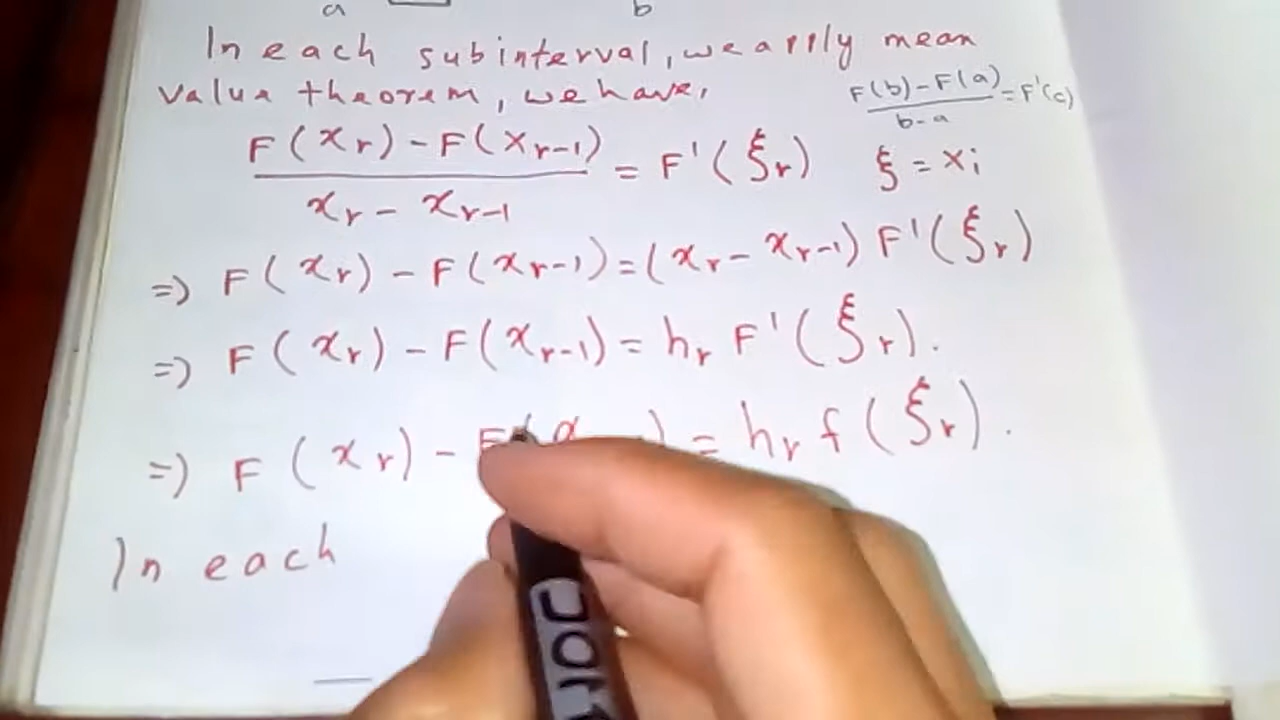 a b
In each subinterval, we apply mean
value theorem, we have,
F(b)-F(a)/b-a = F'(c)
F(xr)-F(xr-1)/xr-xr-1 = F'(ξr)
ξ = xi
=) F(xr)-F(xr-1)=(xr-xr-1)F'(ξr)
=) F(xr)-F(xr-1)=hr F'(ξr).
=) F(xr)-F( ) = hr f(ξr).
In each